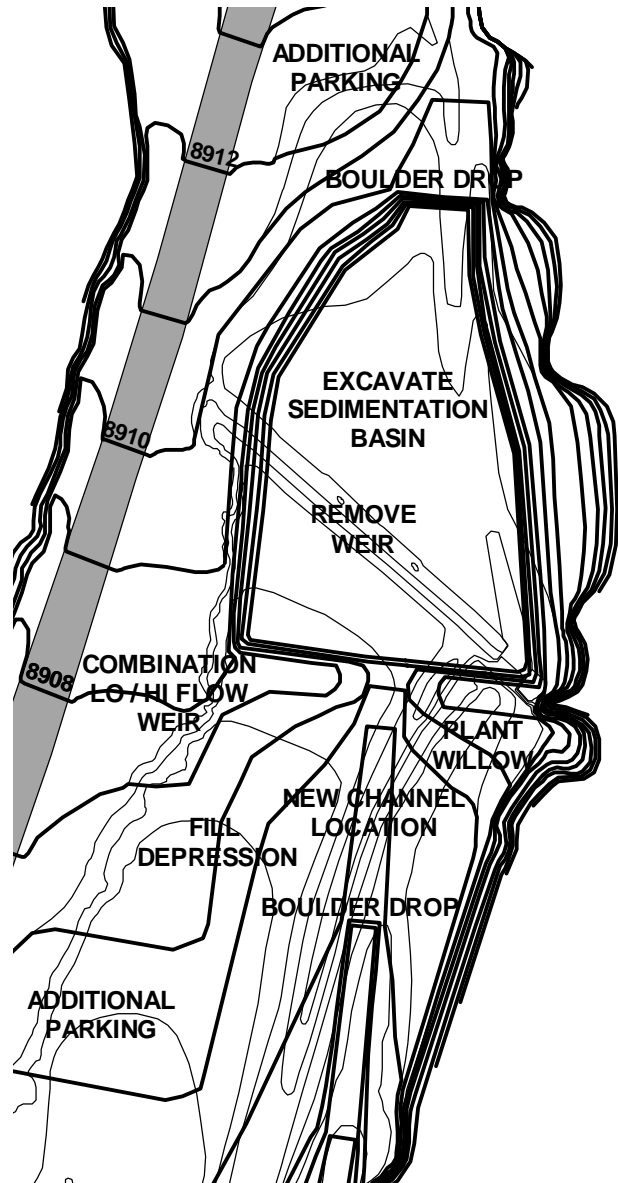 ADDITIONAL
PARKING
8912
BOULDER DROP
EXCAVATE
SEDIMENTATION
BASIN
8910
REMOVE
WEIR
COMBINATION
LO / HI FLOW
WEIR
8908
PLANT
WILLOW
NEW CHANNEL
LOCATION
FILL
DEPRESSION
BOULDER DROP
ADDITIONAL
PARKING